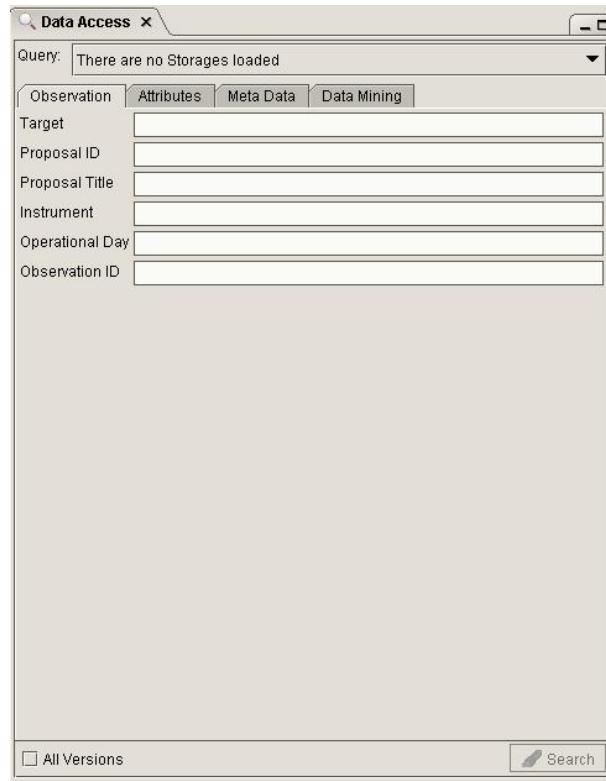 Data Access
Query: There are no Storages loaded
Observation Attributes Meta Data Data Mining
Target
Proposal ID
Proposal Title
Instrument
Operational Day
Observation ID
All Versions Search